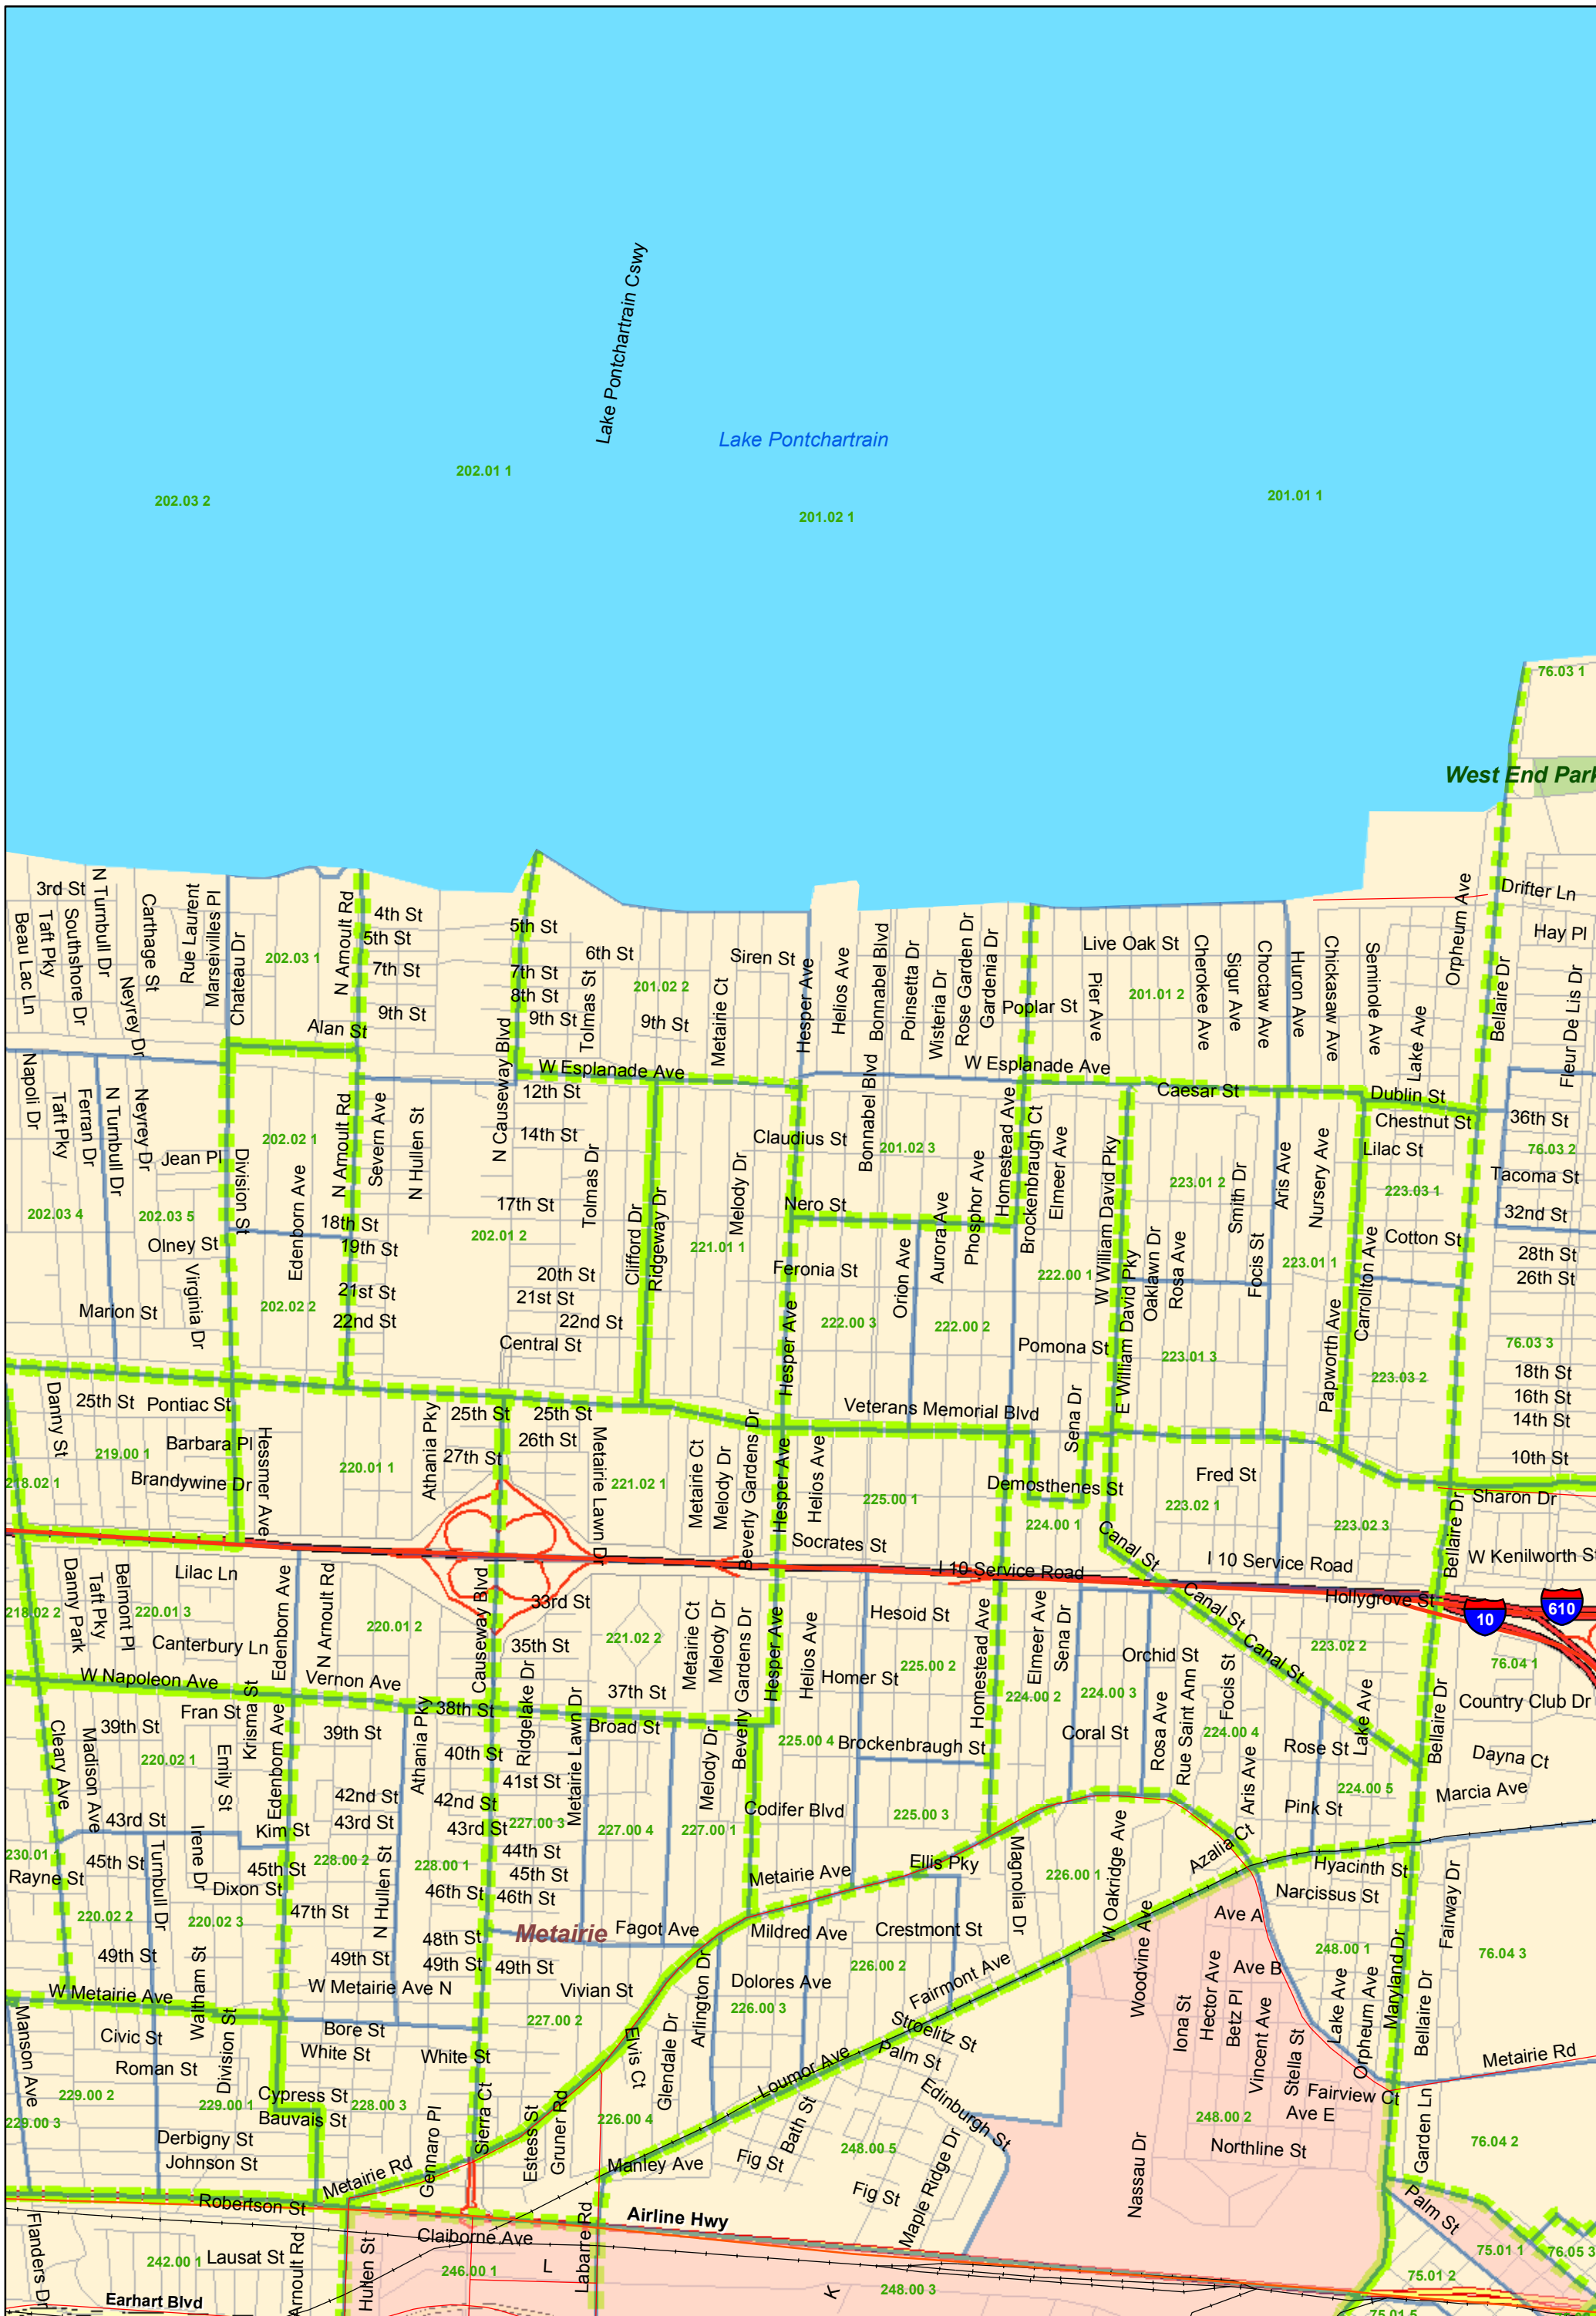 Lake Pontchartrain Cswy
Lake Pontchartrain
202.01 1
202.03 2
201.02 1
201.01 1
76.03 1
West End Park
3rd St
N Turnbull Dr
Beau Lac Ln
Taft Pky
Southshore Dr
Carthage St
Neyrey Dr
Rue Laurent
Marsevilles Pl
Chateau Dr
202.03 1
N Arnoult Rd
4th St
5th St
7th St
9th St
Alan St
5th St
6th St
7th St
8th St
9th St
Tolmas St
201.02 2
9th St
Metairie Ct
Siren St
Hesper Ave
Helios Ave
Bonnabel Blvd
Poinsetta Dr
Wisteria Dr
Rose Garden Dr
Gardenia Dr
Poplar St
Live Oak St
Pier Ave
201.01 2
Cherokee Ave
Sigur Ave
Choctaw Ave
Huron Ave
Chickasaw Ave
Seminole Ave
Lake Ave
Orpheum Ave
Bellaire Dr
Drifter Ln
Hay Pl
Fleur De Lis Dr
N Causeway Blvd
W Esplanade Ave
12th St
W Esplanade Ave
Caesar St
Dublin St
Chestnut St
36th St
Napoli Dr
Taft Pky
Ferran Dr
N Turnbull Dr
Neyrey Dr
Jean Pl
Division St
202.02 1
Edenborn Ave
N Arnoult Rd
Severn Ave
N Hullen St
14th St
Tolmas Dr
17th St
Claudius St
Melody Dr
Bonnabel Blvd
201.02 3
Homestead Ave
Brockenbraugh Ct
Elmeer Ave
W William David Pky
223.01 2
Smith Dr
Aris Ave
Nursery Ave
Lilac St
223.03 1
76.03 2
Tacoma St
32nd St
202.03 4
202.03 5
Olney St
18th St
19th St
202.01 2
Clifford Dr
Ridgeway Dr
221.01 1
Nero St
Feronia St
Orion Ave
Aurora Ave
Phosphor Ave
222.00 1
Oaklawn Dr
Rosa Ave
Focis St
223.01 1
Carrollton Ave
Cotton St
28th St
26th St
Marion St
Virginia Dr
202.02 2
21st St
22nd St
20th St
21st St
22nd St
Central St
Hesper Ave
222.00 3
222.00 2
Pomona St
E William David Pky
223.01 3
Papworth Ave
223.03 2
76.03 3
18th St
16th St
14th St
10th St
Danny St
25th St
Pontiac St
219.00 1
Barbara Pl
Brandywine Dr
Hessmer Ave
218.02 1
220.01 1
Athania Pky
25th St
27th St
25th St
26th St
Metairie Lawn Dr
221.02 1
Metairie Ct
Melody Dr
Beverly Gardens Dr
Hesper Ave
Helios Ave
Veterans Memorial Blvd
225.00 1
Demosthenes St
Sena Dr
224.00 1
Canal St
Fred St
223.02 1
223.02 3
Sharon Dr
Bellaire Dr
W Kenilworth St
Socrates St
I 10 Service Road
I 10 Service Road
Hollygrove St
10
610
Lilac Ln
Danny Park
Taft Pky
Belmont Pl
218.02 2
220.01 3
Canterbury Ln
Edenborn Ave
N Arnoult Rd
220.01 2
Causeway Blvd
33rd St
35th St
221.02 2
Metairie Ct
Melody Dr
Beverly Gardens Dr
Hesper Ave
Helios Ave
Hesoid St
225.00 2
Homer St
Homestead Ave
Elmeer Ave
Sena Dr
Orchid St
Canal St
Canal St
223.02 2
76.04 1
W Napoleon Ave
Vernon Ave
38th St
Ridgelake Dr
37th St
Broad St
Metairie Lawn Dr
224.00 2
224.00 3
Rosa Ave
Rue Saint Ann
Focis St
224.00 4
Coral St
Rose St
Lake Ave
Bellaire Dr
Country Club Dr
Cleary Ave
Madison Ave
39th St
Fran St
Krisma St
220.02 1
Emily St
Edenborn Ave
39th St
Athania Pky
40th St
41st St
Melody Dr
225.00 4
Brockenbraugh St
Aris Ave
Dayna Ct
224.00 5
Marcia Ave
43rd St
Kim St
42nd St
43rd St
42nd St
43rd St
227.00 3
227.00 4
227.00 1
Codifer Blvd
225.00 3
Pink St
230.01
Rayne St
45th St
Turnbull Dr
Irene Dr
45th St
Dixon St
228.00 2
228.00 1
44th St
45th St
46th St
46th St
Metairie Ave
Ellis Pky
Magnolia Dr
226.00 1
W Oakridge Ave
Azalia Ct
Hyacinth St
Narcissus St
Fairway Dr
220.02 2
220.02 3
47th St
N Hullen St
48th St
Metairie
Fagot Ave
Mildred Ave
Crestmont St
Woodvine Ave
Ave A
248.00 1
76.04 3
49th St
Waltham St
49th St
49th St
49th St
226.00 2
Fairmont Ave
Hector Ave
Ave B
Maryland Dr
W Metairie Ave
W Metairie Ave N
Vivian St
Arlington Dr
Dolores Ave
226.00 3
Manson Ave
Civic St
Roman St
Division St
Bore St
White St
White St
227.00 2
Elvis Ct
Glendale Dr
Stroelitz St
Palm St
Loumor Ave
Iona St
Betz Pl
Vincent Ave
Stella St
Lake Ave
Orpheum Ave
Bellaire Dr
Metairie Rd
229.00 2
229.00 3
229.00 1
Cypress St
Bauvais St
228.00 3
Gennaro Pl
Sierra Ct
Estess St
Gruner Rd
226.00 4
Bath St
Edinburgh St
248.00 5
248.00 2
Fairview Ct
Ave E
Northline St
Garden Ln
76.04 2
Derbigny St
Johnson St
Metairie Rd
Manley Ave
Fig St
Fig St
Maple Ridge Dr
Nassau Dr
Palm St
Robertson St
Airline Hwy
Claiborne Ave
Labarre Rd
Flanders Dr
242.00 1
Lausat St
Arnoult Rd
Hullen St
246.00 1
L
K
248.00 3
75.01 1
76.05 3
75.01 2
75.01 5
Earhart Blvd